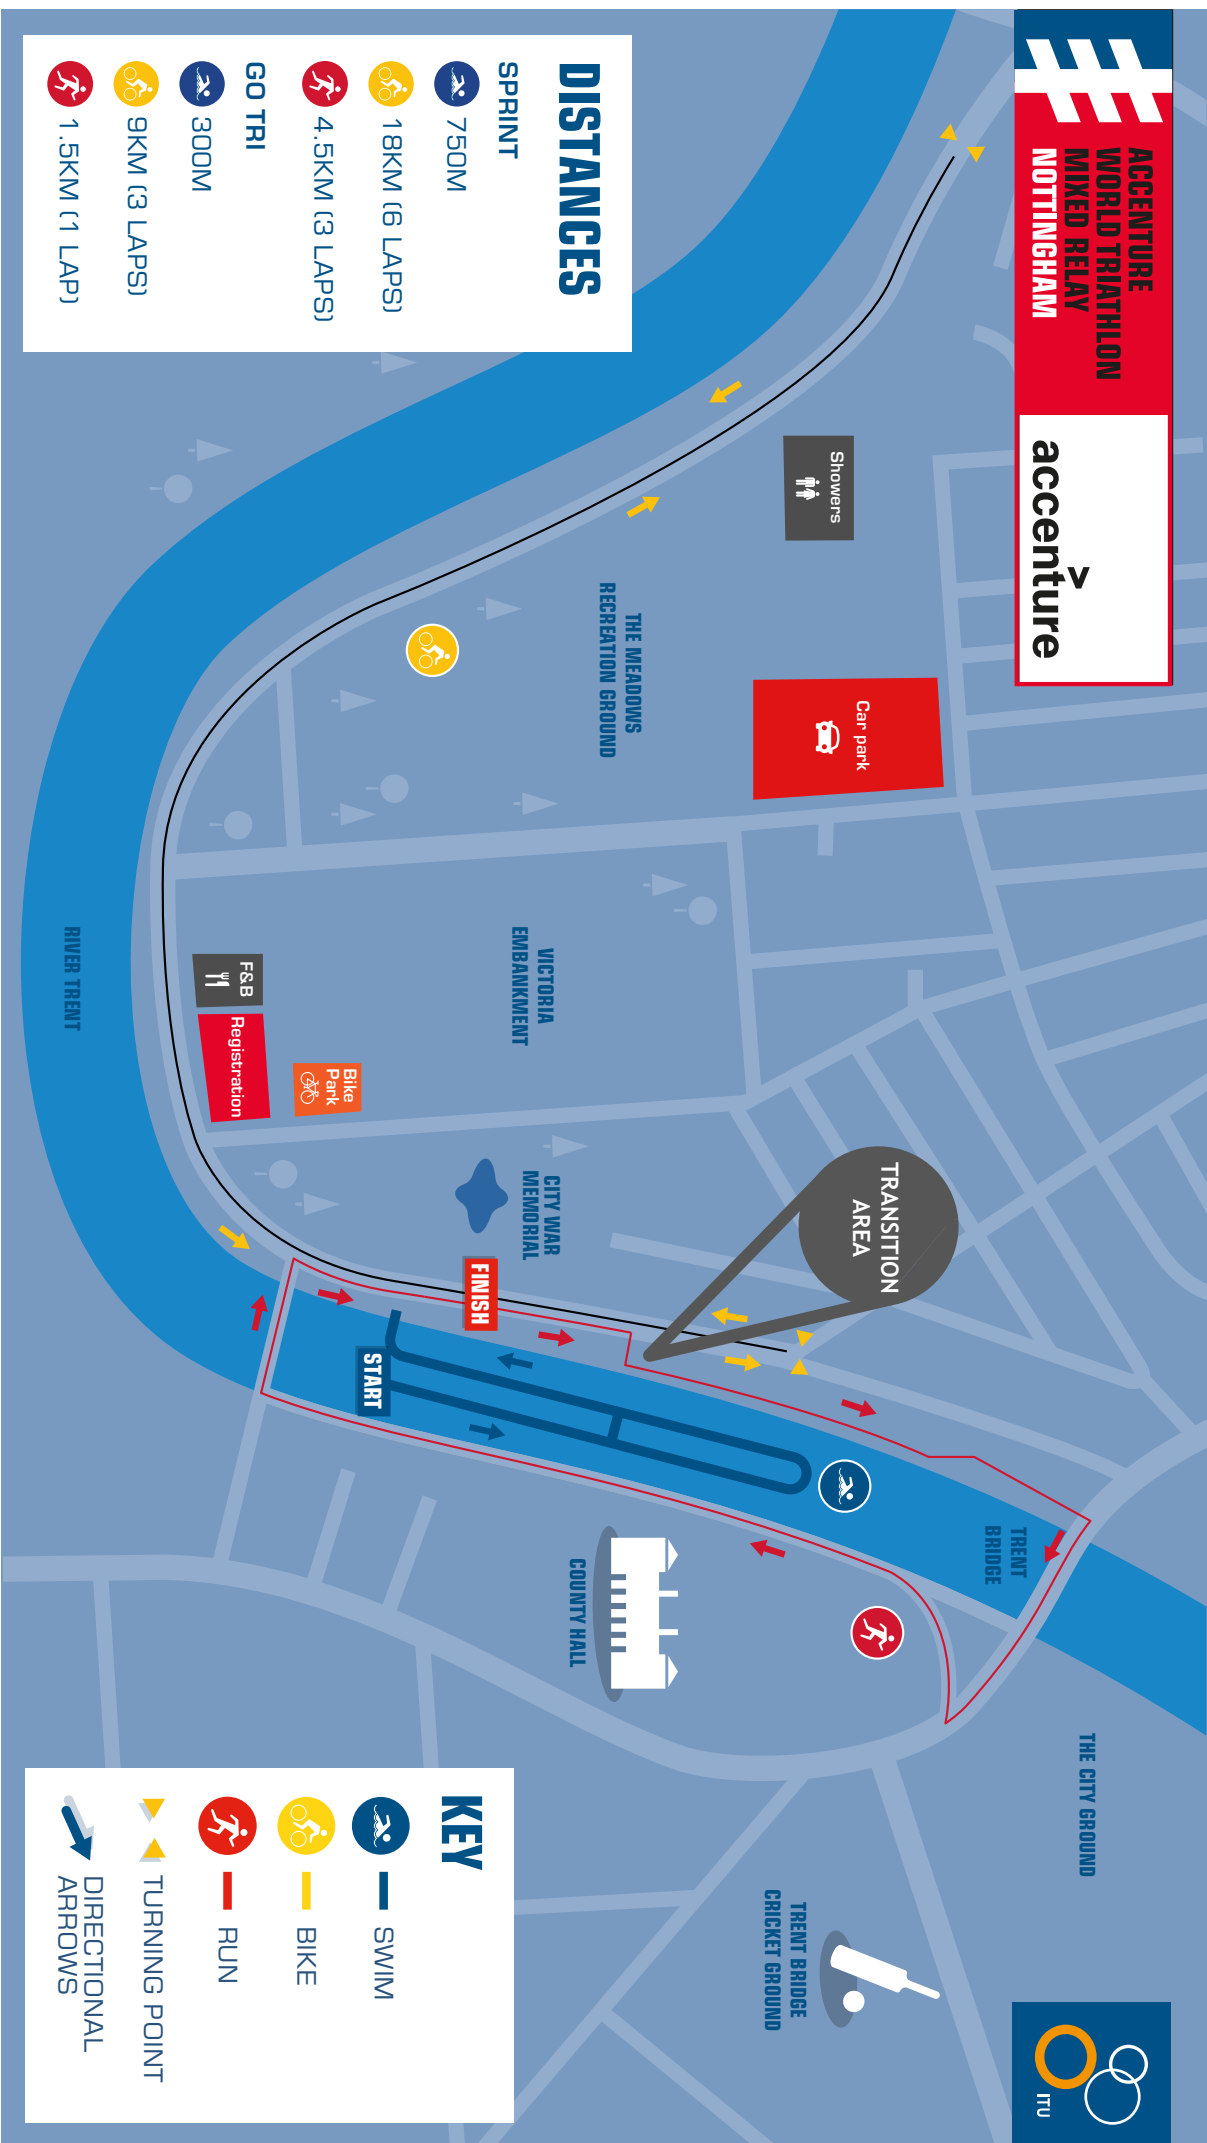 ACCENTURE
WORLD TRIATHLON
MIXED RELAY
NOTTINGHAM
accenture
ITU
DISTANCES
SPRINT
750M
18KM (6 LAPS)
4.5KM (3 LAPS)
GO TRI
300M
9KM (3 LAPS)
1.5KM (1 LAP)
Showers
Car park
THE MEADOWS
RECREATION GROUND
VICTORIA
EMBANKMENT
F&B
Registration
Bike
Park
RIVER TRENT
CITY WAR
MEMORIAL
TRANSITION
AREA
FINISH
START
TRENT
BRIDGE
COUNTY HALL
THE CITY GROUND
TRENT BRIDGE
CRICKET GROUND
KEY
SWIM
BIKE
RUN
TURNING POINT
DIRECTIONAL
ARROWS